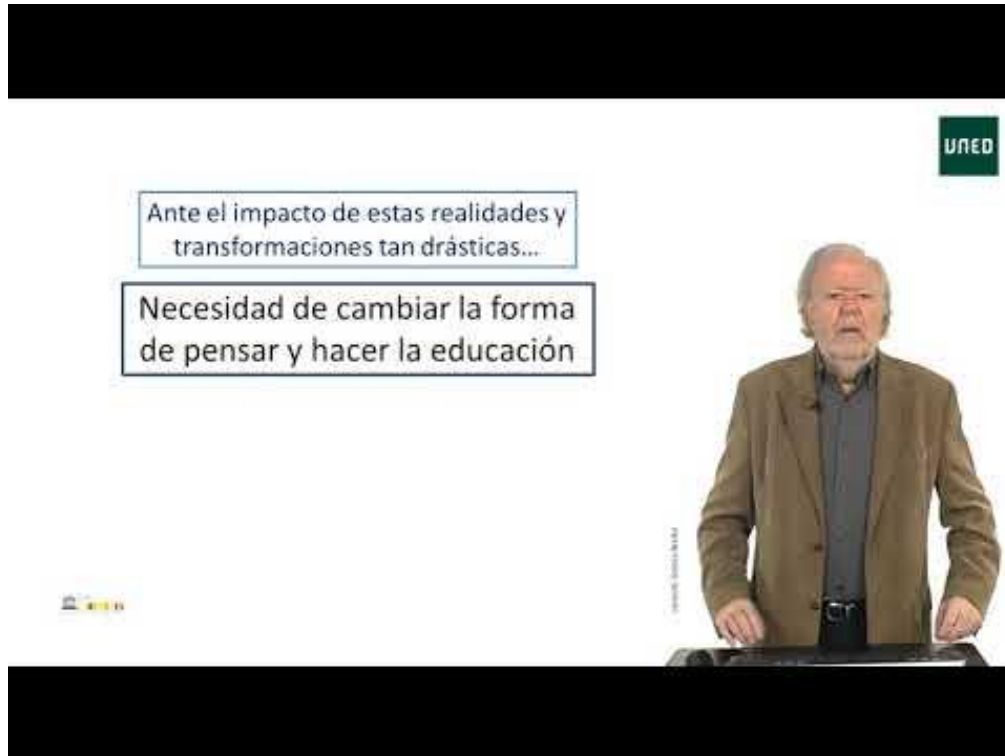 UNED
Ante el impacto de estas realidades y
transformaciones tan drásticas...
Necesidad de cambiar la forma
de pensar y hacer la educación